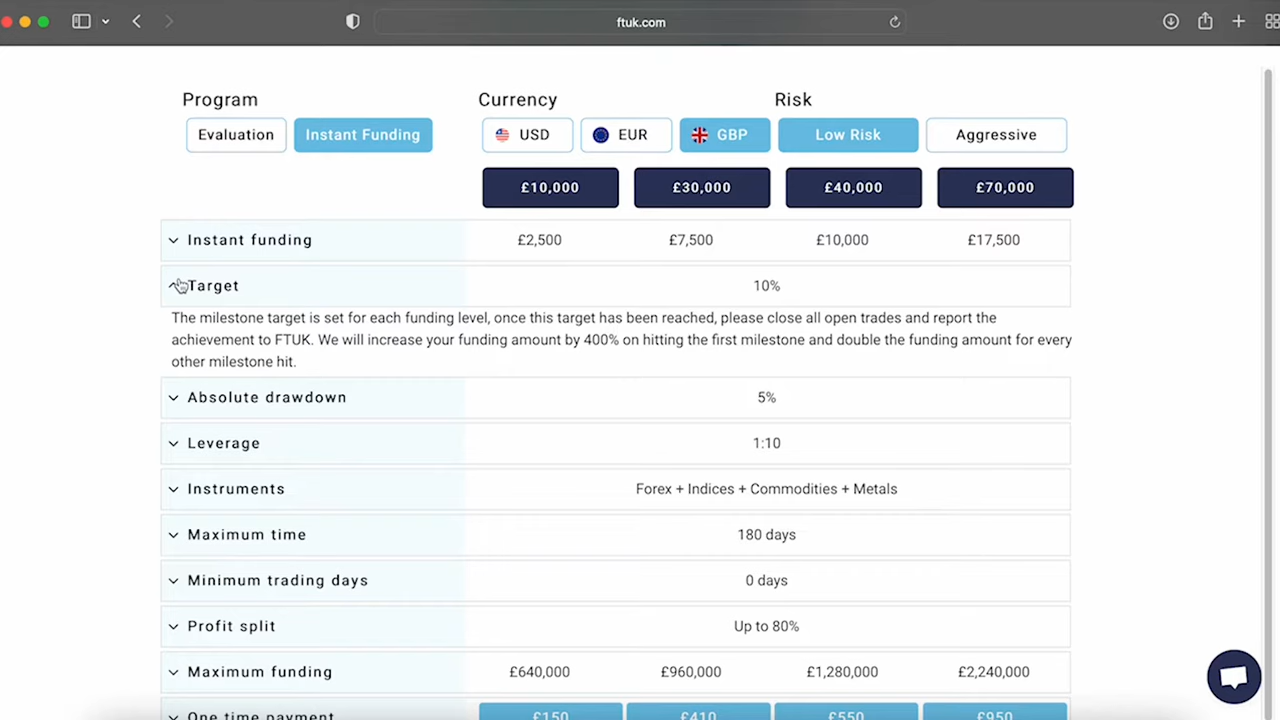 ftuk.com
Program
Currency
Risk
Evaluation
Instant Funding
USD
EUR
GBP
Low Risk
Aggressive
£10,000
£30,000
£40,000
£70,000
Instant funding
£2,500
£7,500
£10,000
£17,500
Target
10%
The milestone target is set for each funding level, once this target has been reached, please close all open trades and report the
achievement to FTUK. We will increase your funding amount by 400% on hitting the first milestone and double the funding amount for every
other milestone hit.
Absolute drawdown
5%
Leverage
1:10
Instruments
Forex + Indices + Commodities + Metals
Maximum time
180 days
Minimum trading days
0 days
Profit split
Up to 80%
Maximum funding
£640,000
£960,000
£1,280,000
£2,240,000
One time payment
£150
£410
£550
£950